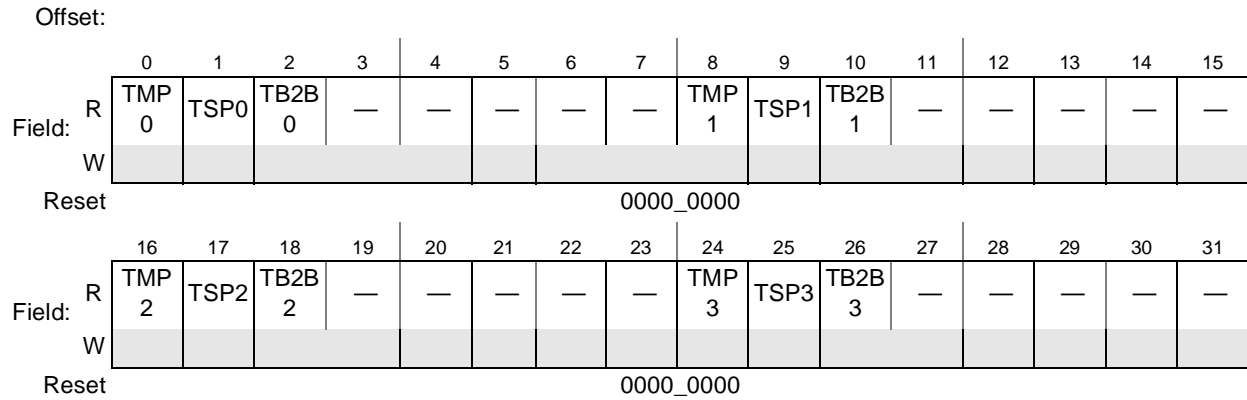 Offset:
0 1 2 3 4 5 6 7 8 9 10 11 12 13 14 15
Field: R TMP 0 TSP0 TB2B 0 — — — — — TMP 1 TSP1 TB2B 1 — — — — —
W
Reset 0000_0000
16 17 18 19 20 21 22 23 24 25 26 27 28 29 30 31
Field: R TMP 2 TSP2 TB2B 2 — — — — — TMP 3 TSP3 TB2B 3 — — — — —
W
Reset 0000_0000